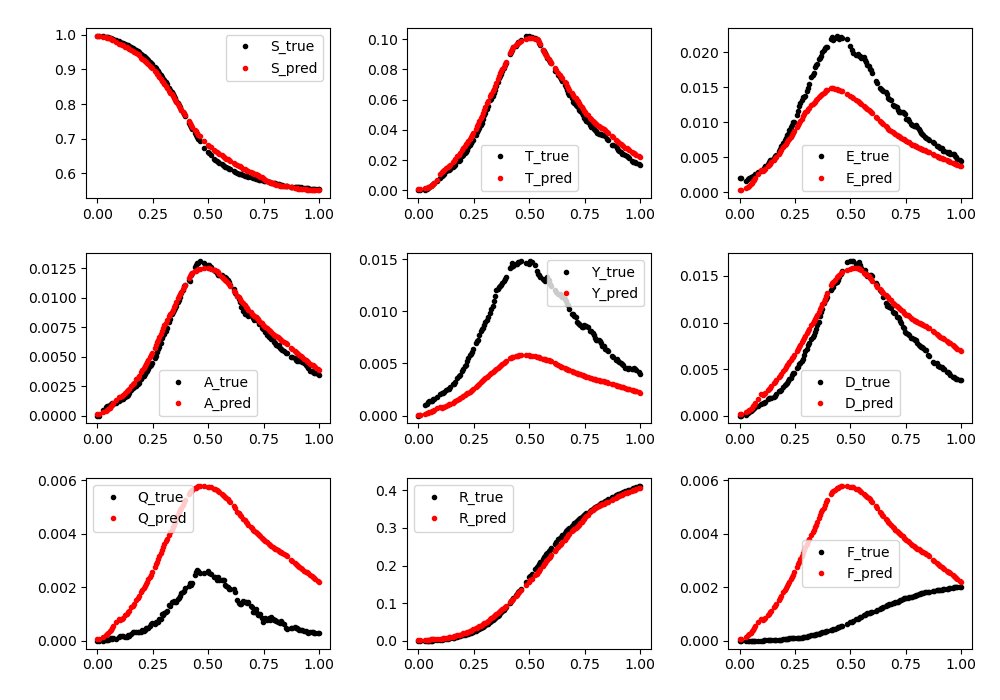 1.0
0.9
0.8
0.7
0.6
0.00 0.25 0.50 0.75 1.00
S_true
S_pred
0.10
0.08
0.06
0.04
0.02
0.00
0.00 0.25 0.50 0.75 1.00
T_true
T_pred
0.020
0.015
0.010
0.005
0.000
0.00 0.25 0.50 0.75 1.00
E_true
E_pred
0.0125
0.0100
0.0075
0.0050
0.0025
0.0000
0.00 0.25 0.50 0.75 1.00
A_true
A_pred
0.015
0.010
0.005
0.000
0.00 0.25 0.50 0.75 1.00
Y_true
Y_pred
0.015
0.010
0.005
0.000
0.00 0.25 0.50 0.75 1.00
D_true
D_pred
0.006
0.004
0.002
0.000
0.00 0.25 0.50 0.75 1.00
Q_true
Q_pred
0.4
0.3
0.2
0.1
0.0
0.00 0.25 0.50 0.75 1.00
R_true
R_pred
0.006
0.004
0.002
0.000
0.00 0.25 0.50 0.75 1.00
F_true
F_pred